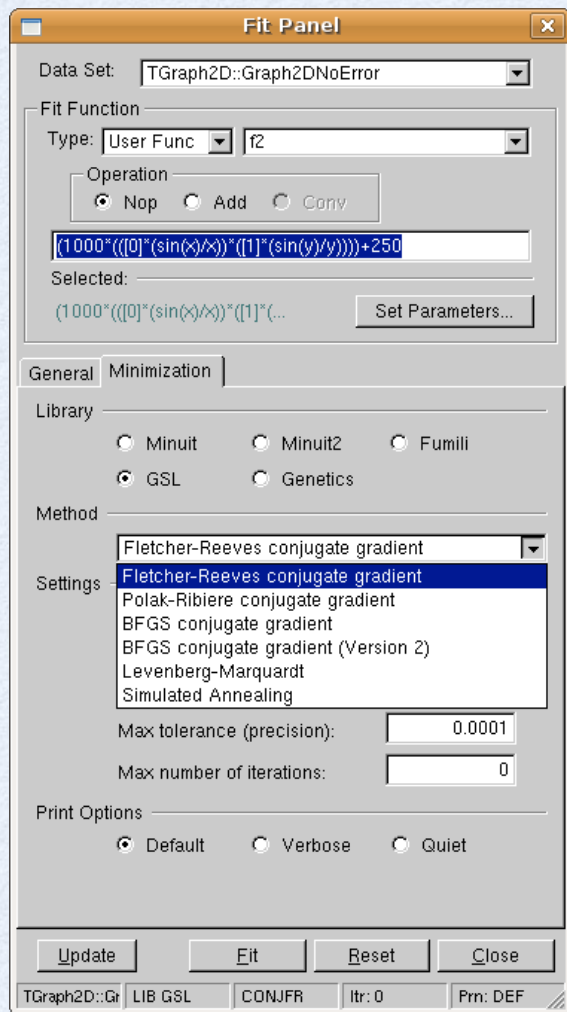 Fit Panel
Data Set: TGraph2D::Graph2DNoError
Fit Function
Type: User Func f2
Operation
Nop Add Conv
(1000*(([0]*(sin(x)/x))*([1]*(sin(y)/y))))+250
Selected:
(1000*(([0]*(sin(x)/x))*([1]*(... Set Parameters...
General Minimization
Library
Minuit Minuit2 Fumili
GSL Genetics
Method
Fletcher-Reeves conjugate gradient
Settings Fletcher-Reeves conjugate gradient
Polak-Ribiere conjugate gradient
BFGS conjugate gradient
BFGS conjugate gradient (Version 2)
Levenberg-Marquardt
Simulated Annealing
Max tolerance (precision): 0.0001
Max number of iterations: 0
Print Options
Default Verbose Quiet
Update Fit Reset Close
TGraph2D::Gr LIB GSL CONJFR Itr: 0 Prn: DEF